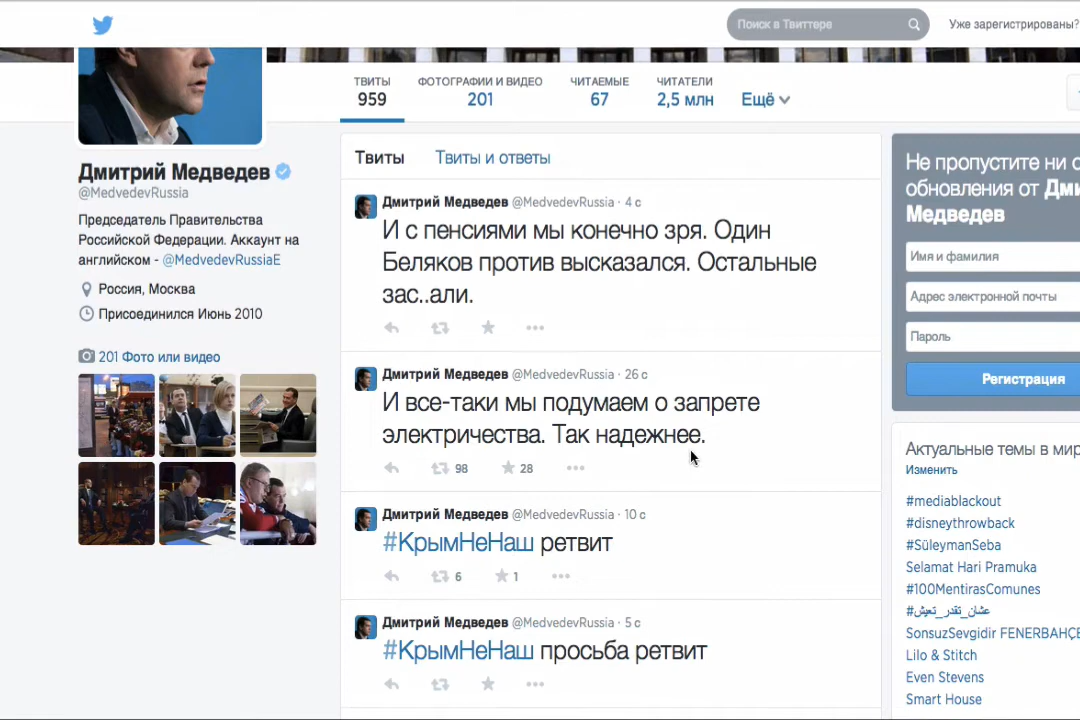 Поиск в Твиттере
Уже зарегистрированы?
ТВИТЫ
959
ФОТОГРАФИИ И ВИДЕО
201
ЧИТАЕМЫЕ
67
ЧИТАТЕЛИ
2,5 млн
Ещё
Дмитрий Медведев
@MedvedevRussia
Председатель Правительства
Российской Федерации. Аккаунт на
английском - @MedvedevRussiaE
Россия, Москва
Присоединился Июнь 2010
201 Фото или видео
Твиты Твиты и ответы
Дмитрий Медведев @MedvedevRussia · 4 с
И с пенсиями мы конечно зря. Один
Беляков против высказался. Остальные
зас..али.
Дмитрий Медведев @MedvedevRussia · 26 с
И все-таки мы подумаем о запрете
электричества. Так надежнее.
98 28
Дмитрий Медведев @MedvedevRussia · 10 с
#КрымНеНаш ретвит
6 1
Дмитрий Медведев @MedvedevRussia · 5 с
#КрымНеНаш просьба ретвит
Не пропустите ни
обновления от
Медведев
Имя и фамилия
Адрес электронной почты
Пароль
Регистрация
Актуальные темы в мир
Изменить
#mediablackout
#disneythrowback
#SüleymanSeba
Selamat Hari Pramuka
#100MentirasComunes
#عشان_تقدر_تعيش
SonsuzSevgidir FENERBAHÇE
Lilo & Stitch
Even Stevens
Smart House